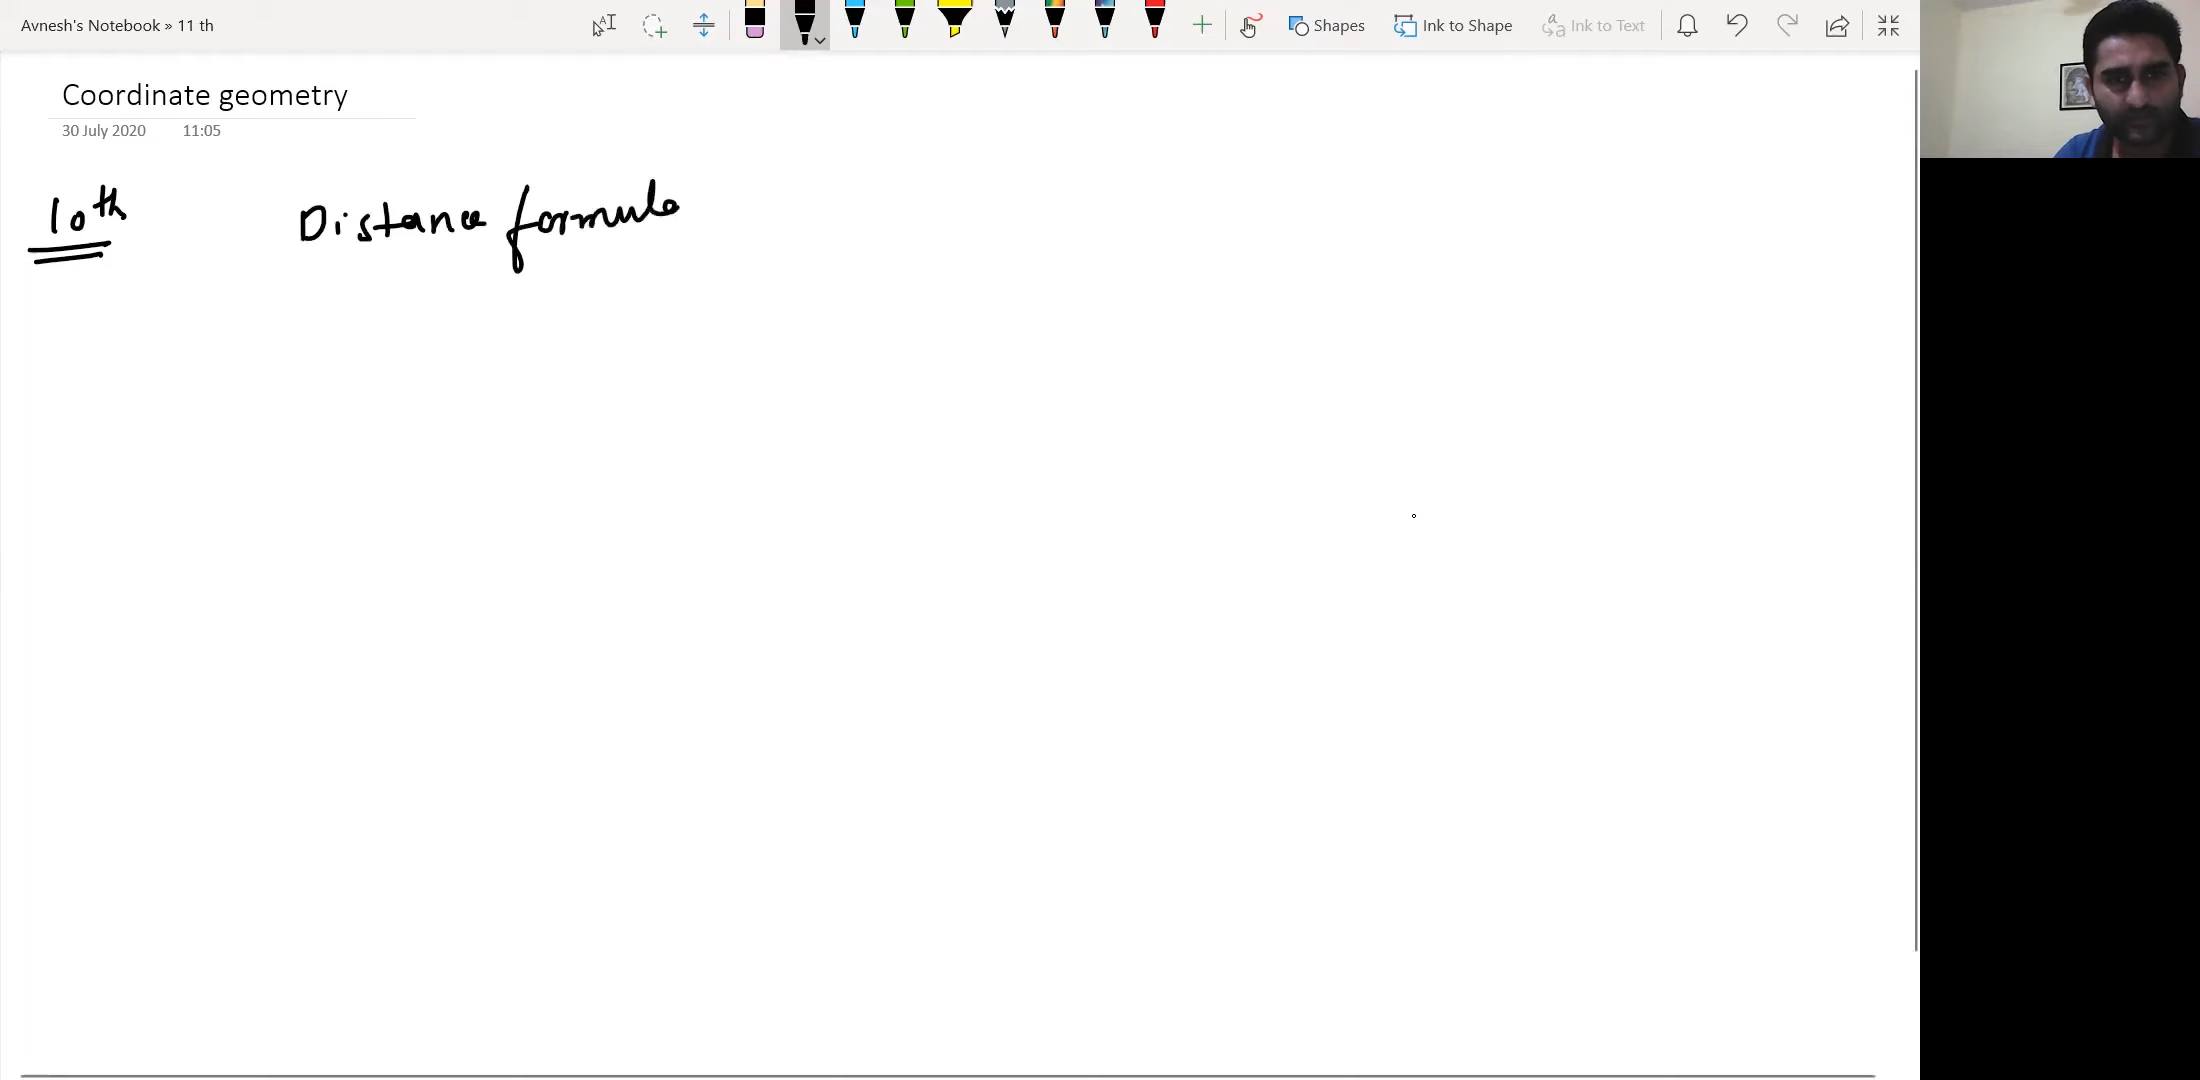 Avnesh's Notebook » 11 th
Shapes Ink to Shape Ink to Text
Coordinate geometry
30 July 2020 11:05
10th Distance formula